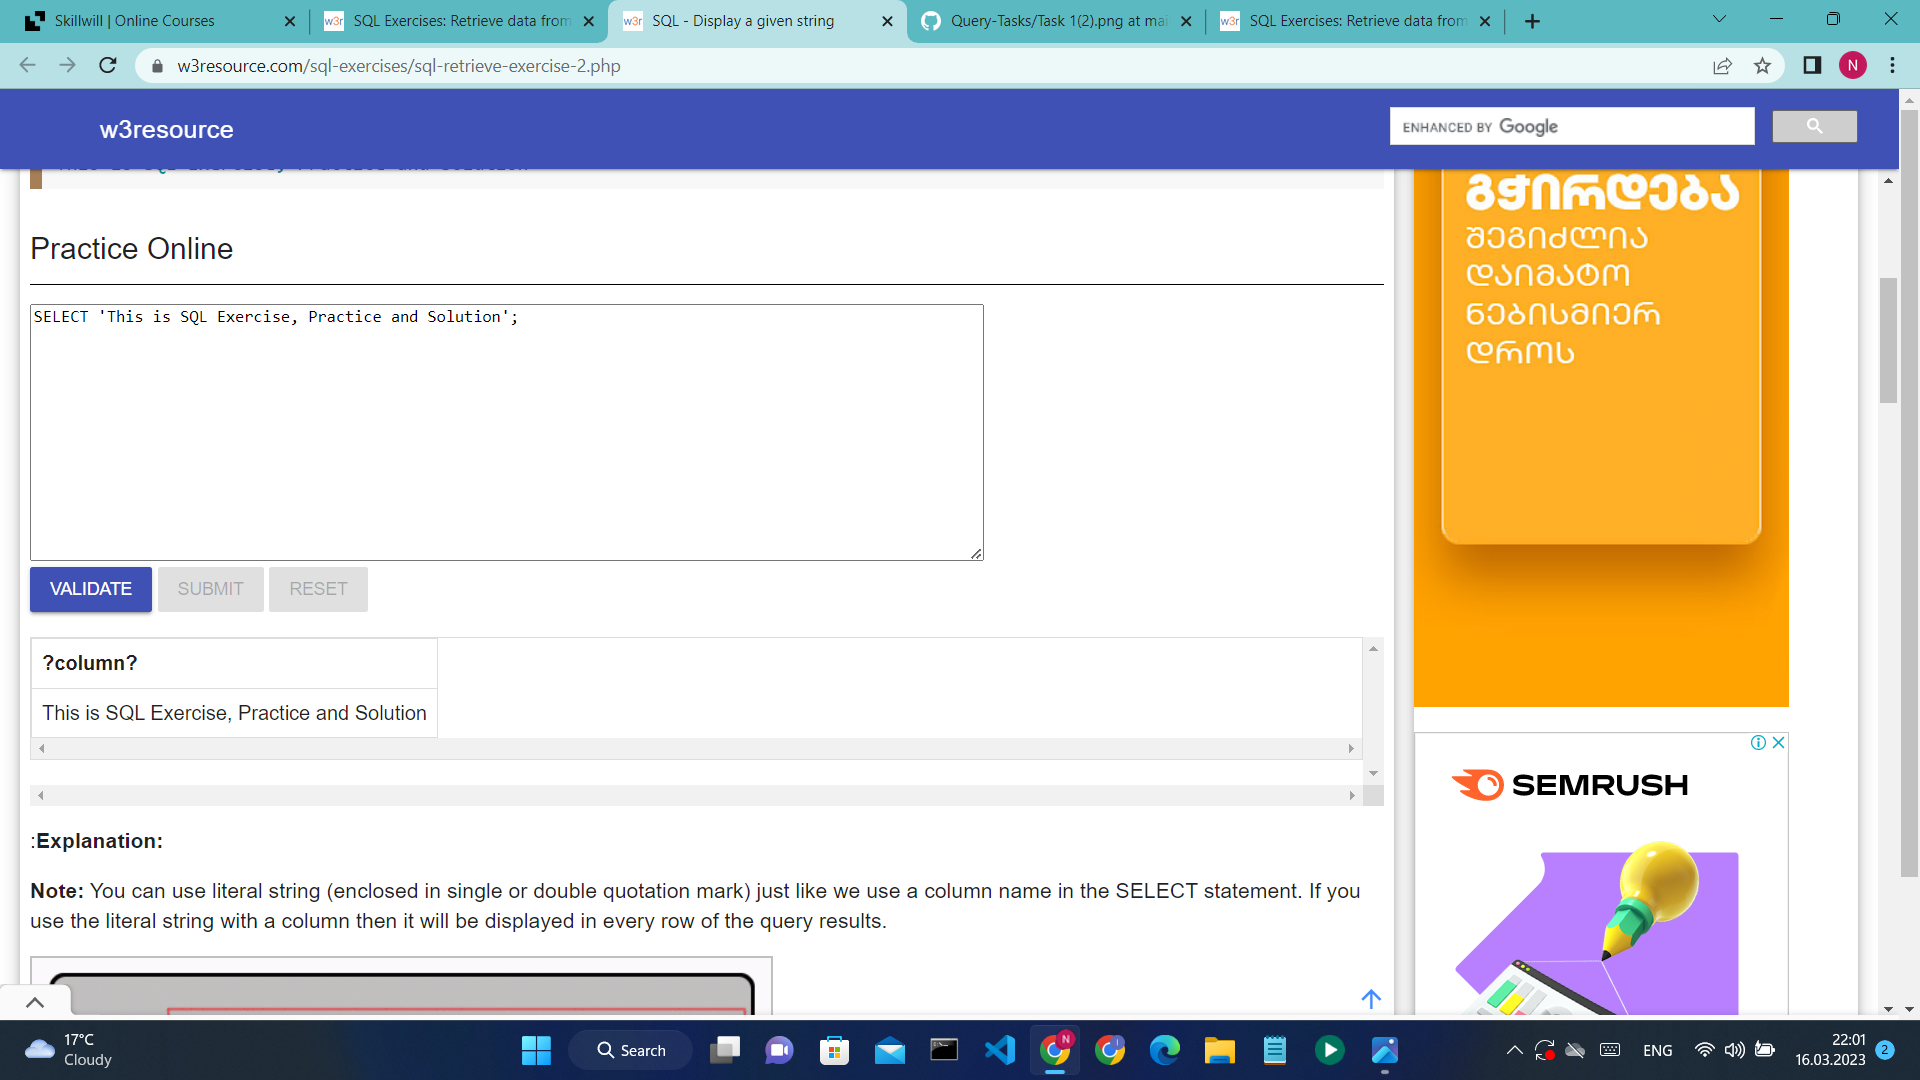 Skillwill | Online Courses
SQL Exercises: Retrieve data from
SQL - Display a given string
Query-Tasks/Task 1(2).png at mai
SQL Exercises: Retrieve data from
w3resource.com/sql-exercises/sql-retrieve-exercise-2.php
N
w3resource
ENHANCED BY Google
Practice Online
SELECT 'This is SQL Exercise, Practice and Solution';
VALIDATE
SUBMIT
RESET
?column?
This is SQL Exercise, Practice and Solution
:Explanation:
Note: You can use literal string (enclosed in single or double quotation mark) just like we use a column name in the SELECT statement. If you
use the literal string with a column then it will be displayed in every row of the query results.
გჭირდება
შეგიძლია
დაიმატო
ნებისმიერ
დროს
SEMRUSH
17°C
Cloudy
Search
ENG
22:01
16.03.2023
2